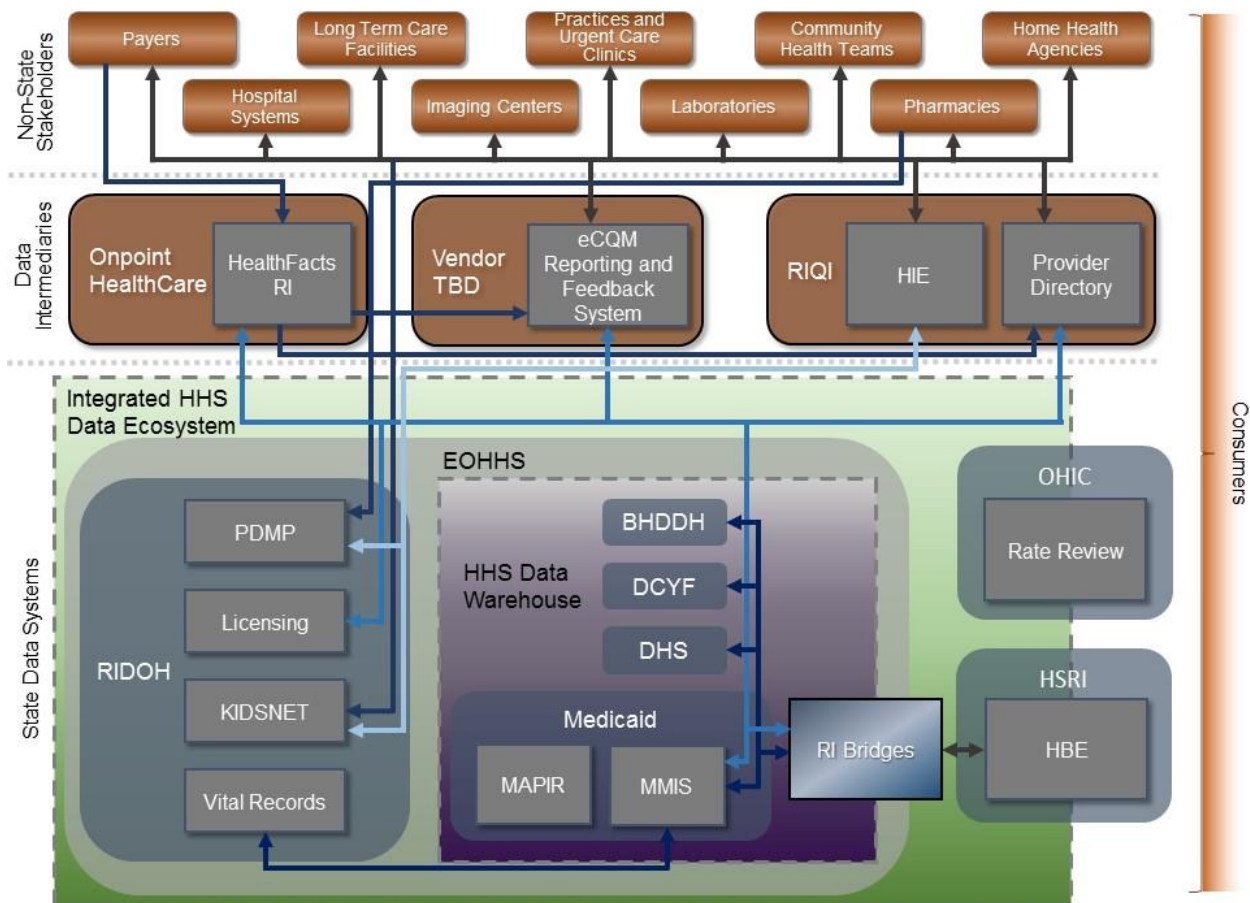 Non-State
Stakeholders
Payers
Long Term Care
Facilities
Practices and
Urgent Care
Clinics
Community
Health Teams
Home Health
Agencies
Hospital
Systems
Imaging Centers
Laboratories
Pharmacies
Data
Intermediaries
Onpoint
HealthCare
HealthFacts
RI
Vendor
TBD
eCQM
Reporting and
Feedback
System
RIQI
HIE
Provider
Directory
State Data Systems
Integrated HHS
Data Ecosystem
EOHHS
RIDOH
PDMP
Licensing
KIDSNET
Vital Records
HHS Data
Warehouse
BHDDH
DCYF
DHS
Medicaid
MAPIR
MMIS
RI Bridges
OHIC
Rate Review
HSRI
HBE
Consumers